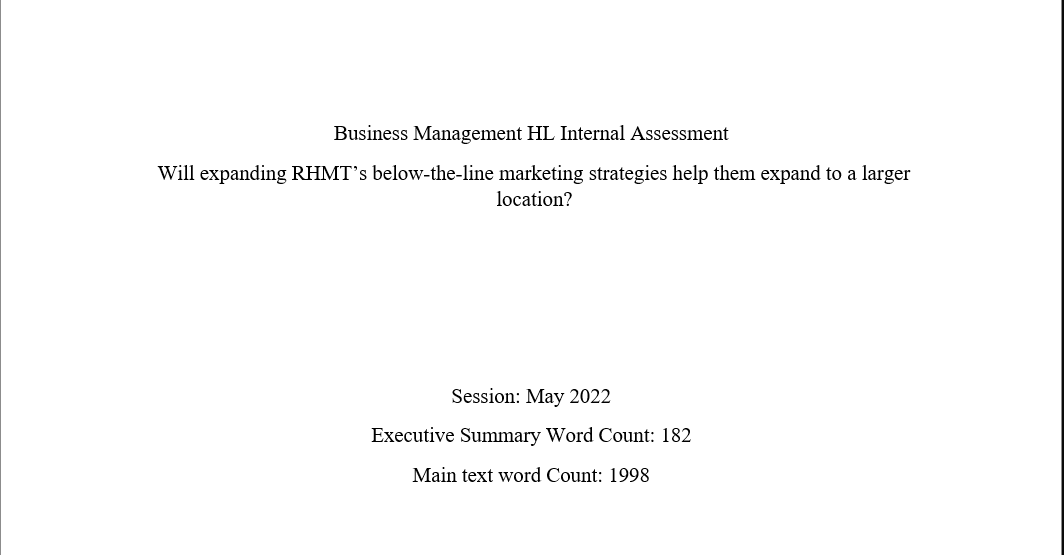 Business Management HL Internal Assessment
Will expanding RHMT’s below-the-line marketing strategies help them expand to a larger
location?
Session: May 2022
Executive Summary Word Count: 182
Main text word Count: 1998